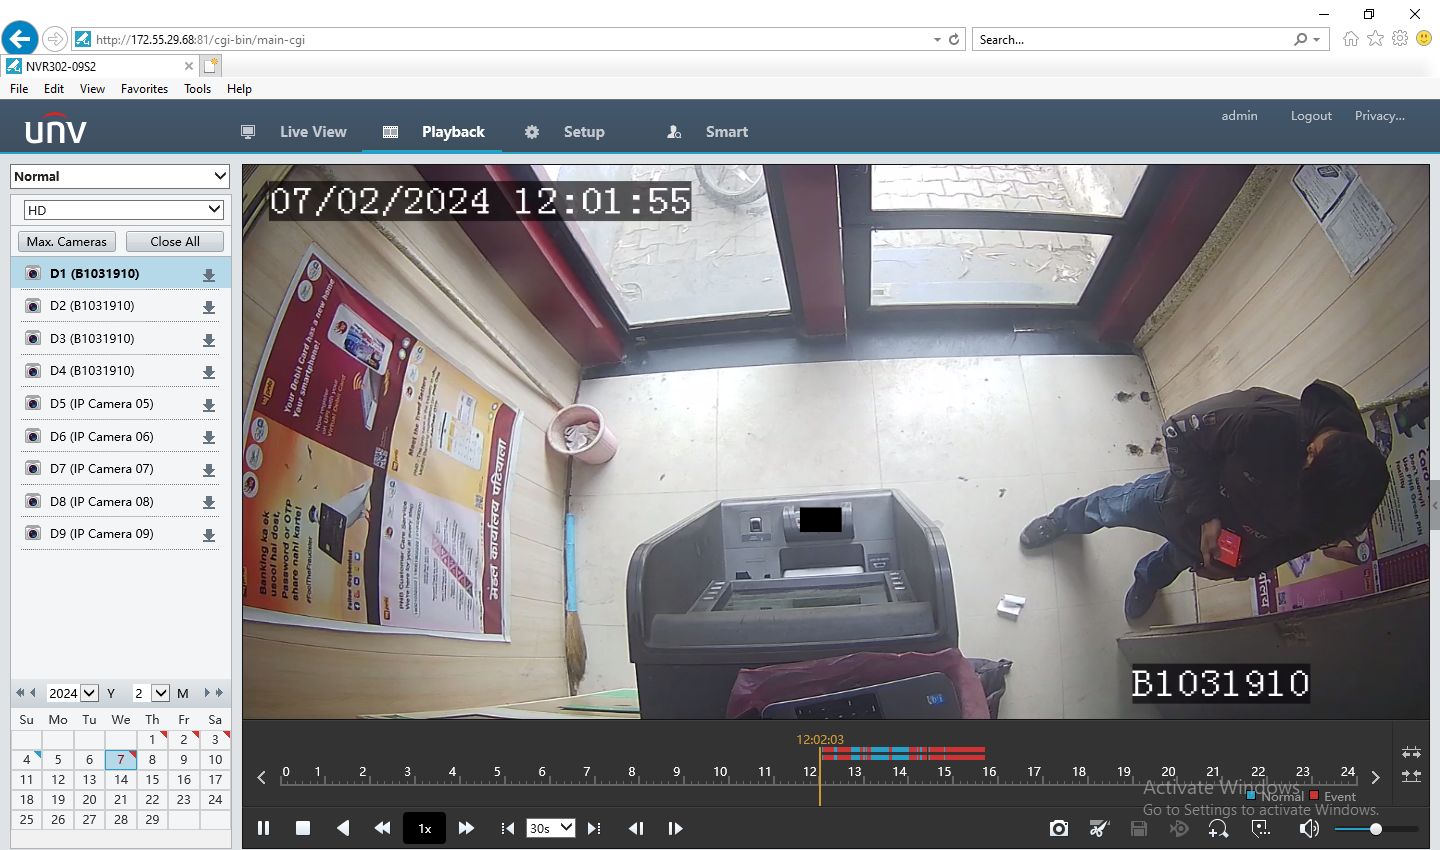 http://172.55.29.68:81/cgi-bin/main-cgi
Search...
NVR302-09S2
File Edit View Favorites Tools Help
unv
Live View
Playback
Setup
Smart
admin
Logout
Privacy...
Normal
HD
Max. Cameras
Close All
D1 (B1031910)
D2 (B1031910)
D3 (B1031910)
D4 (B1031910)
D5 (IP Camera 05)
D6 (IP Camera 06)
D7 (IP Camera 07)
D8 (IP Camera 08)
D9 (IP Camera 09)
2024 Y 2 M
Su Mo Tu We Th Fr Sa
1 2 3
4 5 6 7 8 9 10
11 12 13 14 15 16 17
18 19 20 21 22 23 24
25 26 27 28 29
07/02/2024 12:01:55
Your Debit Card has a new home
Your smartphone!
Banking ka ek
usool hai dost,
Password or OTP
share nahi karte!
PNB Customer Care Service
मंडल कार्यालय पटियाला
B1031910
12:02:03
0 1 2 3 4 5 6 7 8 9 10 11 12 13 14 15 16 17 18 19 20 21 22 23 24
Normal Event
Activate Windows
Go to Settings to activate Windows.
1x
30s